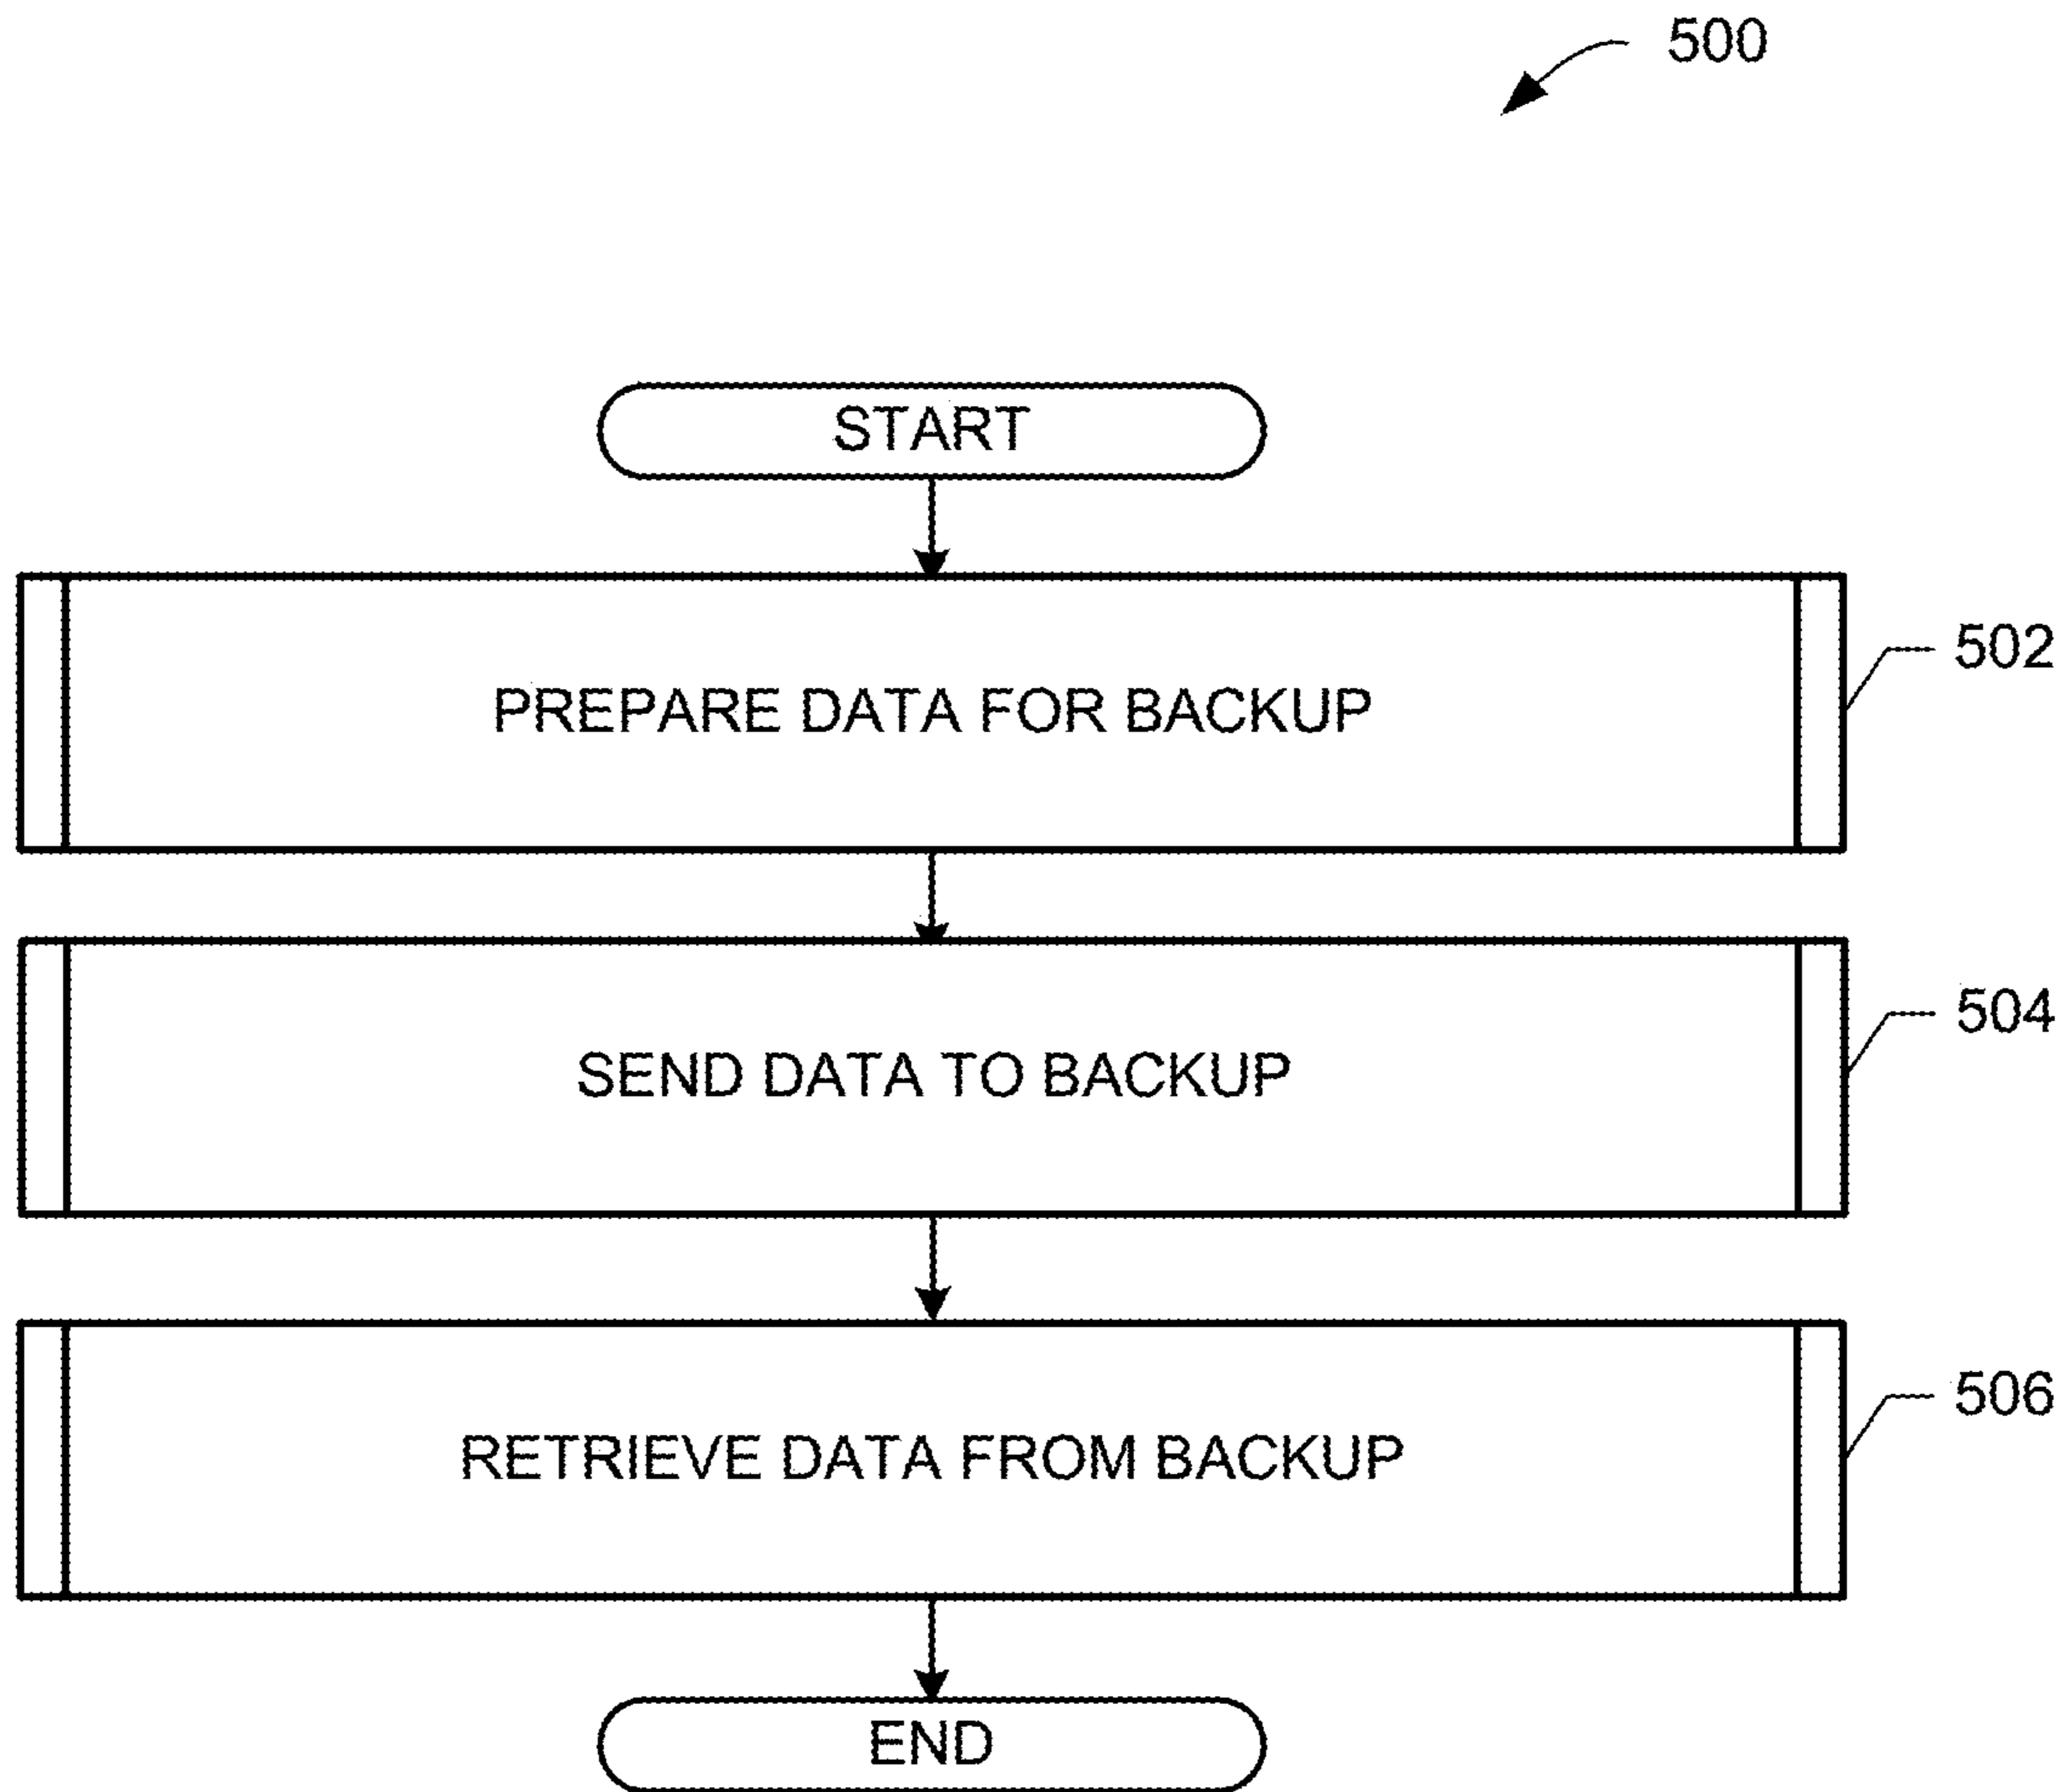 500
START
PREPARE DATA FOR BACKUP
502
SEND DATA TO BACKUP
504
RETRIEVE DATA FROM BACKUP
506
END